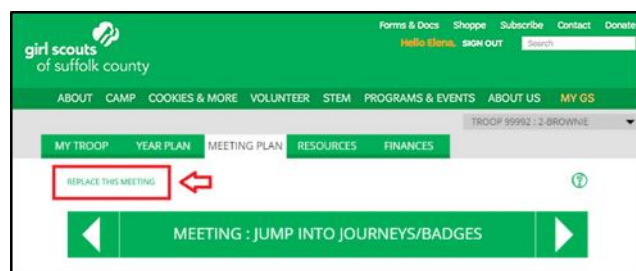 Forms & Docs Shoppe Subscribe Contact Donate
Hello Elena. SIGN OUT Search
girl scouts
of suffolk county
ABOUT CAMP COOKIES & MORE VOLUNTEER STEM PROGRAMS & EVENTS ABOUT US MY GS
TROOP 99992 : 2-BROWNIE
MY TROOP YEAR PLAN MEETING PLAN RESOURCES FINANCES
REPLACE THIS MEETING
?
MEETING : JUMP INTO JOURNEYS/BADGES